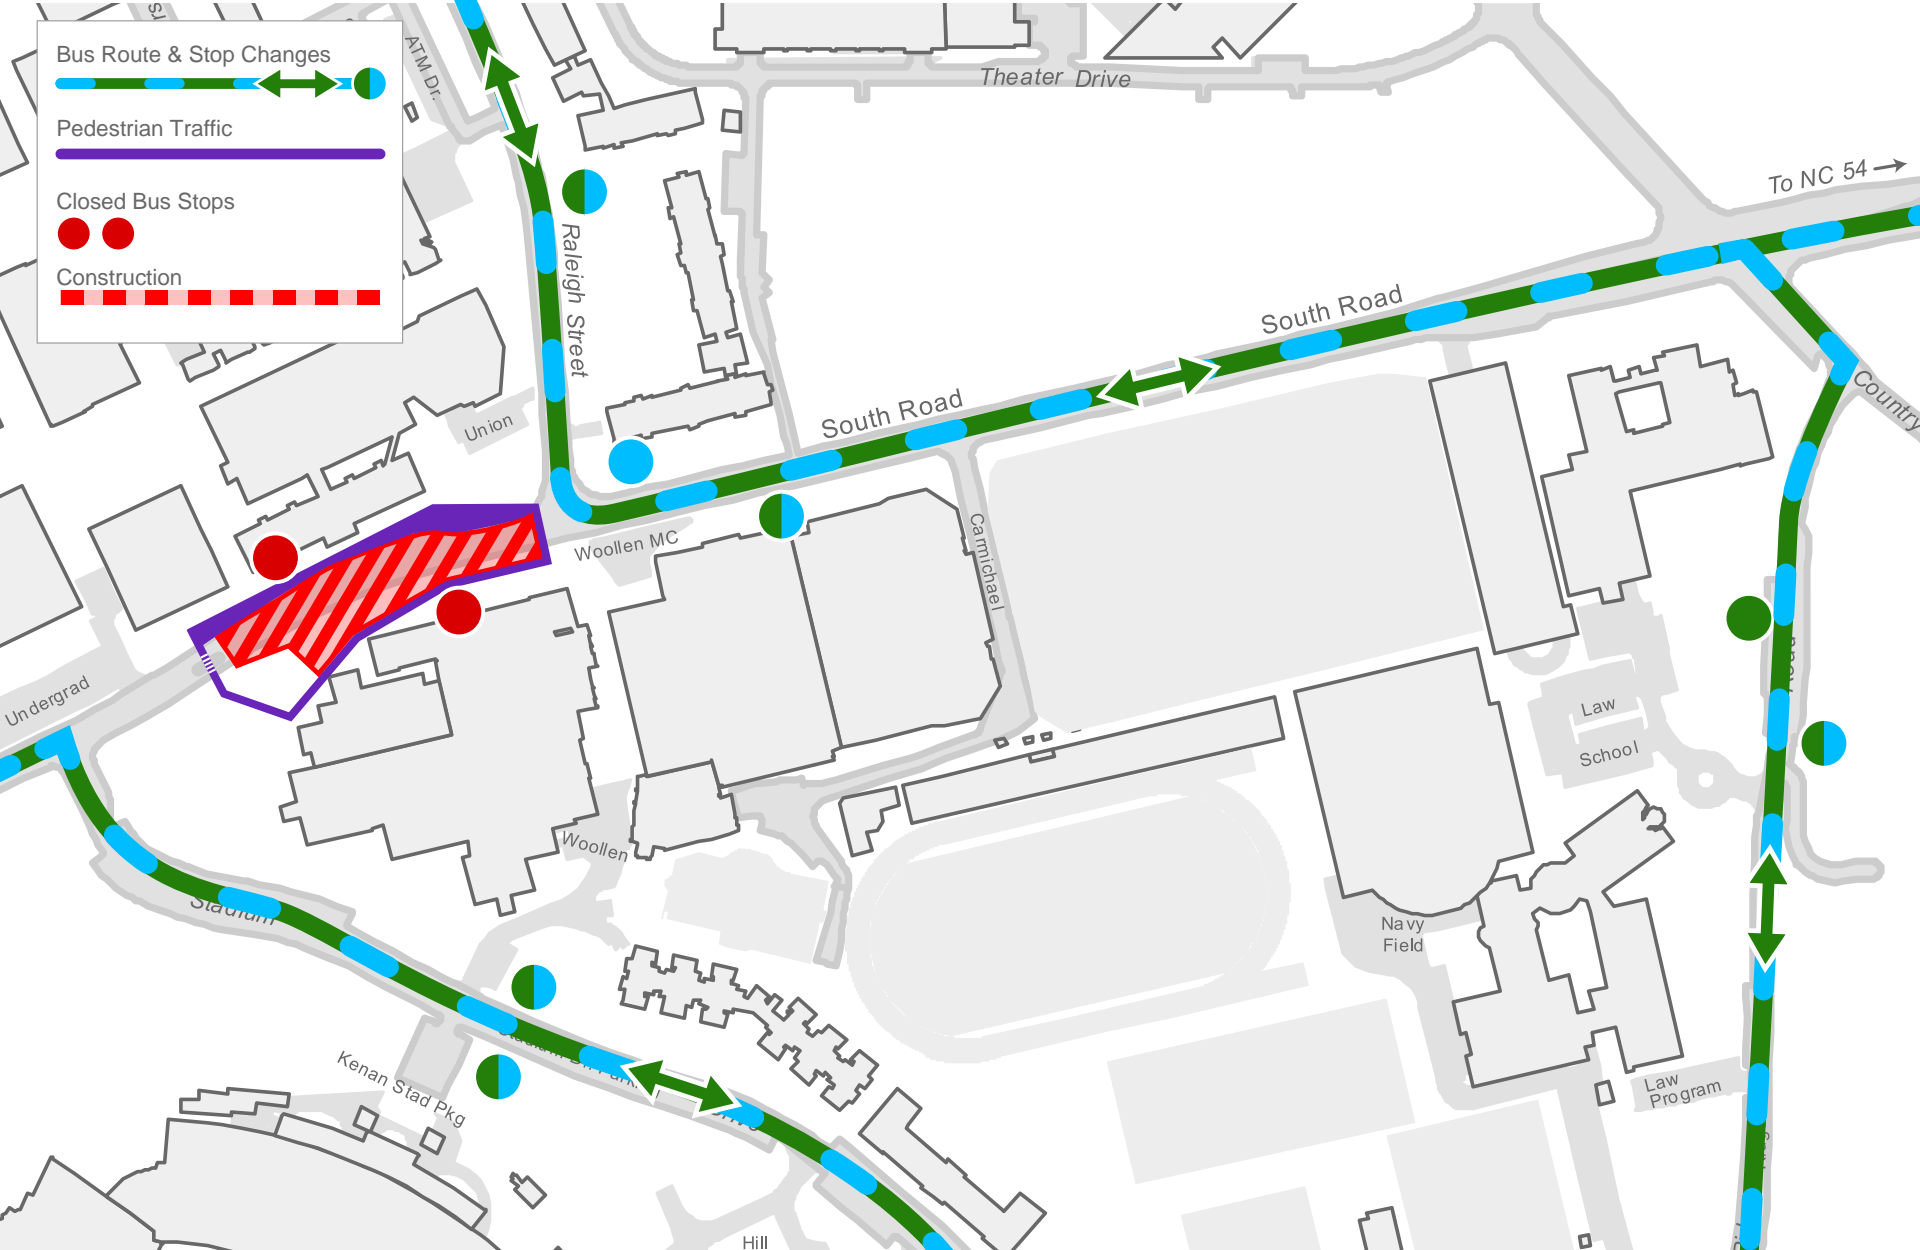 Bus Route & Stop Changes
Pedestrian Traffic
Closed Bus Stops
Construction
ATM Dr.
Theater Drive
To NC 54
Raleigh Street
South Road
South Road
Country
Union
Woollen MC
Carmichael
Undergrad
Law
School
Woollen
Stadium
Navy
Field
Kenan Stad Pkg
Law
Program
Hill